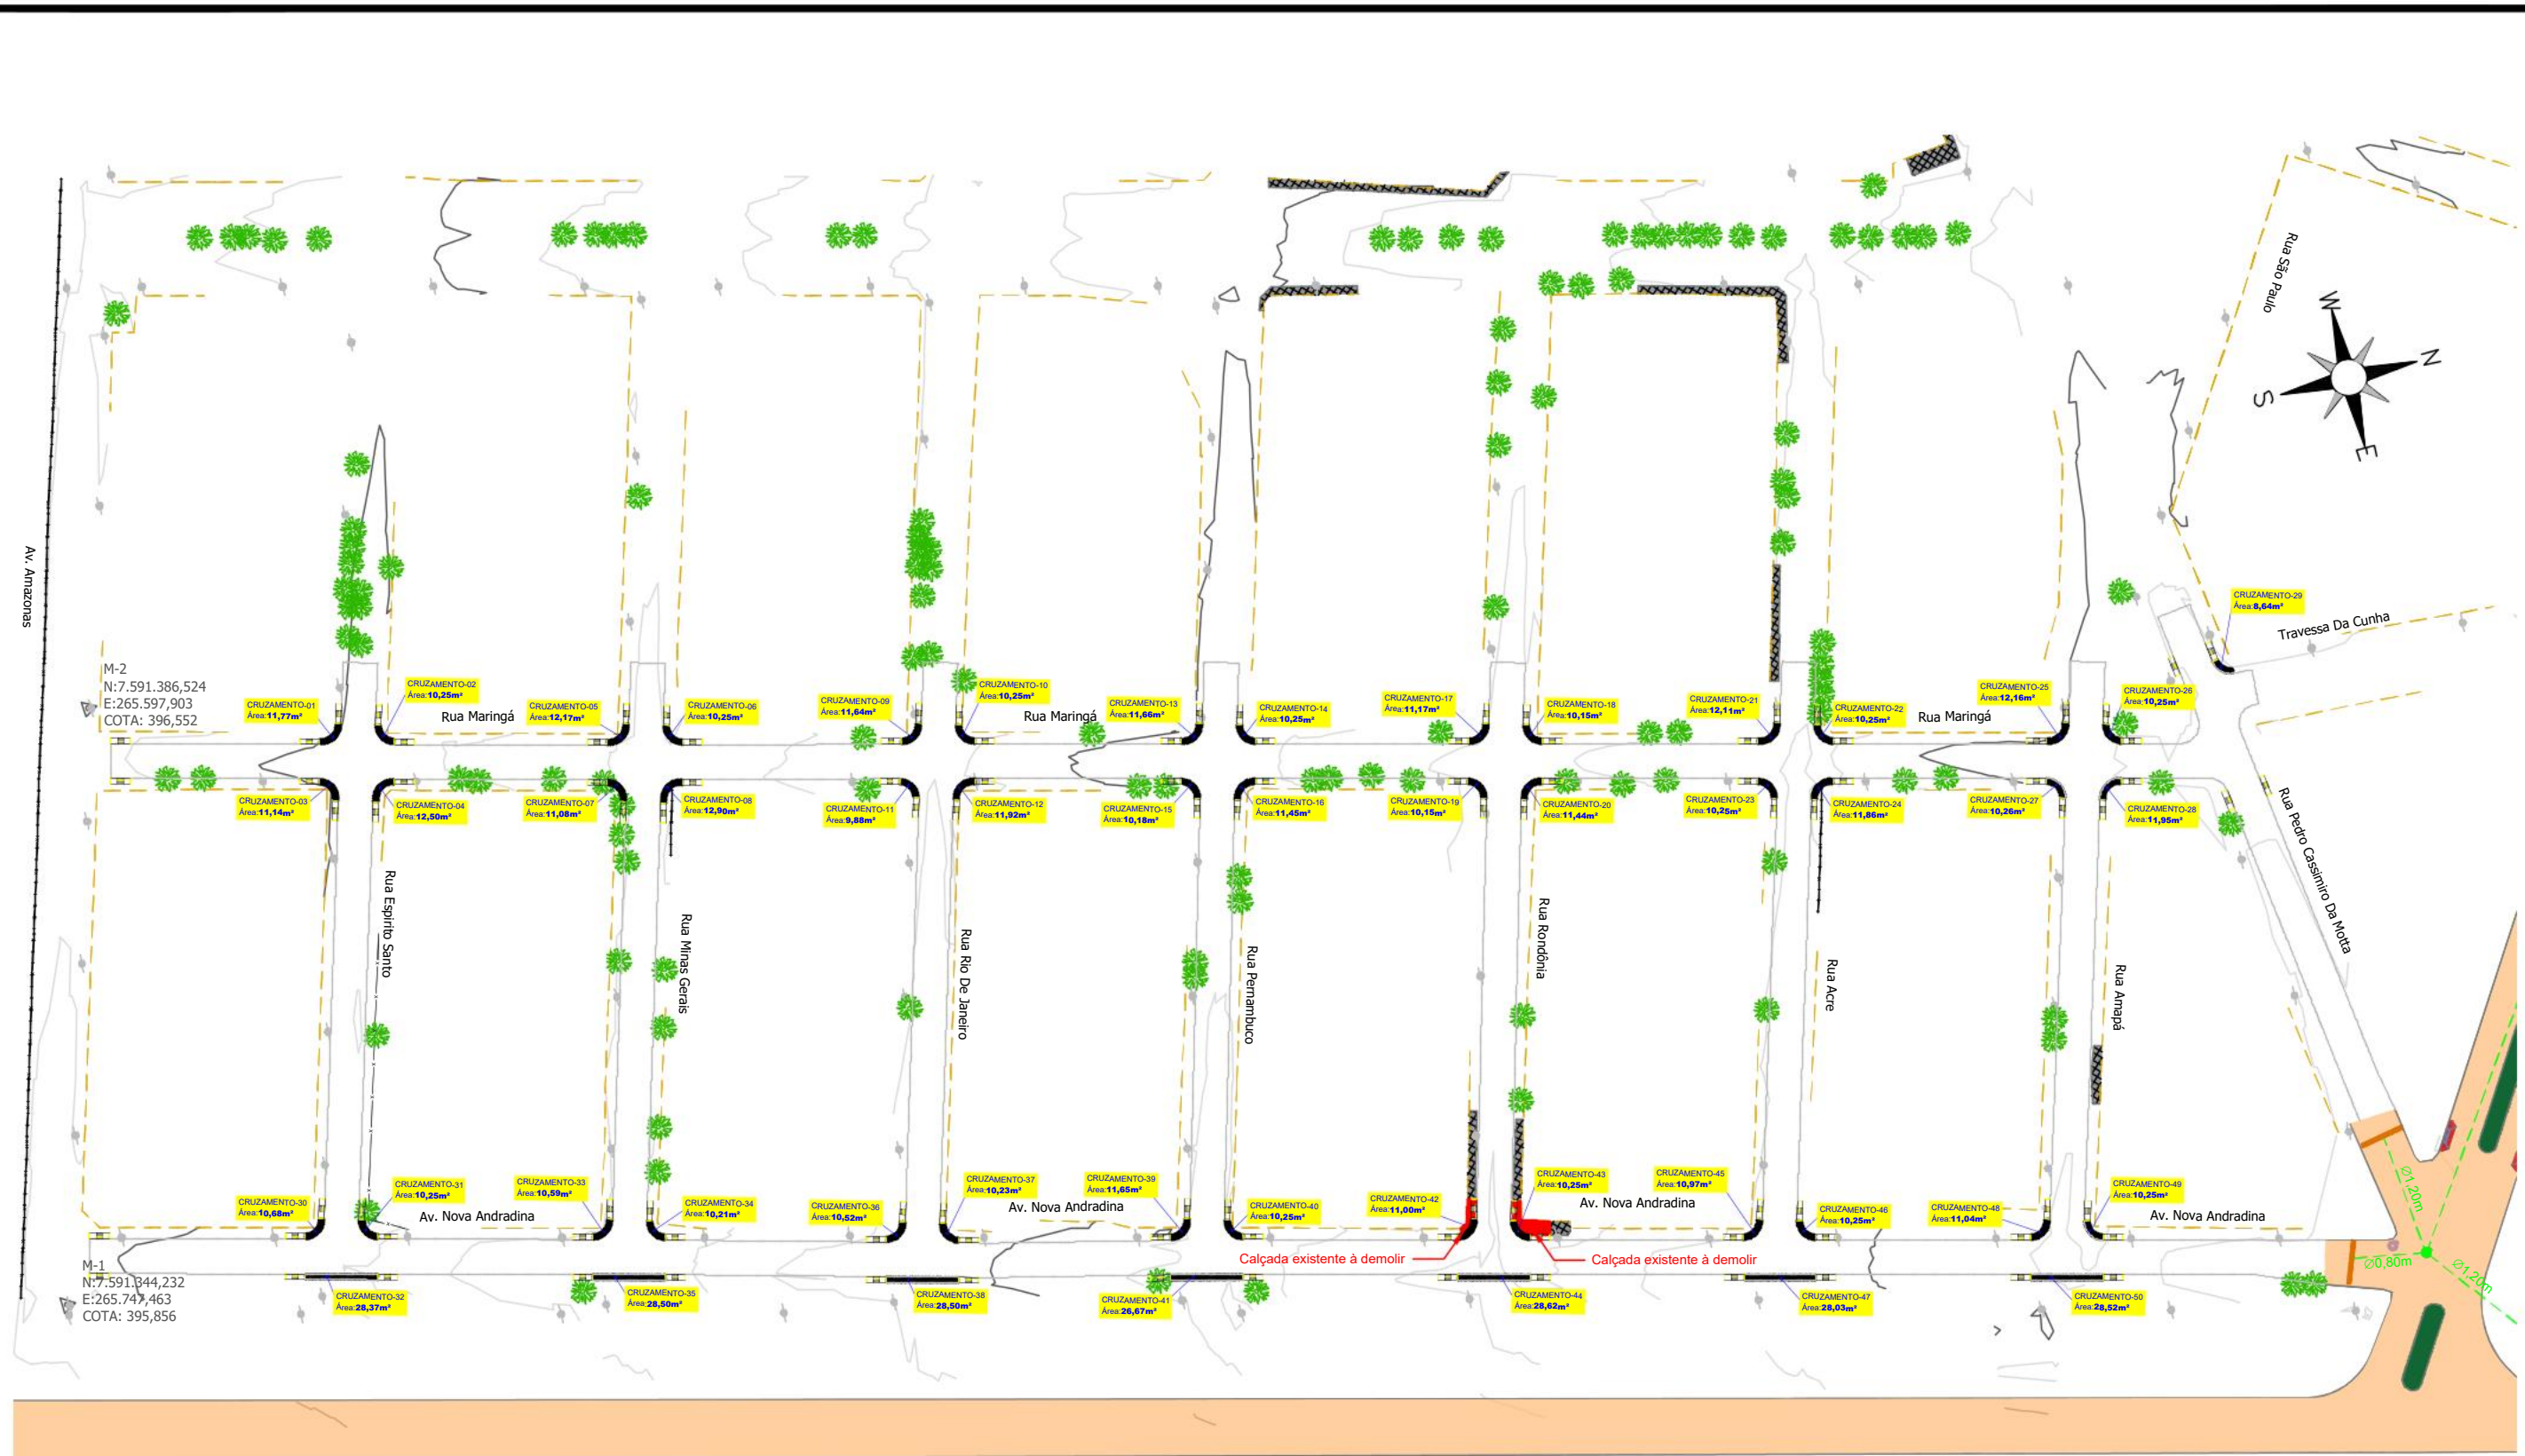 Rua São Paulo
W
N
S
E
Av. Amazonas
CRUZAMENTO-29
Área:8,64m²
Travessa Da Cunha
M-2
N:7.591.386,524
E:265.597,903
COTA: 396,552
CRUZAMENTO-01
Área:11,77m²
CRUZAMENTO-02
Área:10,25m²
Rua Maringá
CRUZAMENTO-05
Área:12,17m²
CRUZAMENTO-06
Área:10,25m²
CRUZAMENTO-09
Área:11,64m²
CRUZAMENTO-10
Área:10,25m²
Rua Maringá
CRUZAMENTO-13
Área:11,66m²
CRUZAMENTO-14
Área:10,25m²
CRUZAMENTO-17
Área:11,17m²
CRUZAMENTO-18
Área:10,15m²
CRUZAMENTO-21
Área:12,11m²
CRUZAMENTO-22
Área:10,25m²
Rua Maringá
CRUZAMENTO-25
Área:12,16m²
CRUZAMENTO-26
Área:10,25m²
CRUZAMENTO-03
Área:11,14m²
CRUZAMENTO-04
Área:12,50m²
CRUZAMENTO-07
Área:11,08m²
CRUZAMENTO-08
Área:12,90m²
CRUZAMENTO-11
Área:9,88m²
CRUZAMENTO-12
Área:11,92m²
CRUZAMENTO-15
Área:10,18m²
CRUZAMENTO-16
Área:11,45m²
CRUZAMENTO-19
Área:10,15m²
CRUZAMENTO-20
Área:11,44m²
CRUZAMENTO-23
Área:10,25m²
CRUZAMENTO-24
Área:11,86m²
CRUZAMENTO-27
Área:10,26m²
CRUZAMENTO-28
Área:11,95m²
Rua Pedro Cassimiro Da Motta
Rua Espirito Santo
Rua Minas Gerais
Rua Rio De Janeiro
Rua Pernambuco
Rua Rondônia
Rua Acre
Rua Amapá
CRUZAMENTO-30
Área:10,68m²
CRUZAMENTO-31
Área:10,25m²
Av. Nova Andradina
CRUZAMENTO-33
Área:10,59m²
CRUZAMENTO-34
Área:10,21m²
CRUZAMENTO-36
Área:10,52m²
CRUZAMENTO-37
Área:10,23m²
Av. Nova Andradina
CRUZAMENTO-39
Área:11,65m²
CRUZAMENTO-40
Área:10,25m²
CRUZAMENTO-42
Área:11,00m²
CRUZAMENTO-43
Área:10,25m²
Av. Nova Andradina
CRUZAMENTO-45
Área:10,97m²
CRUZAMENTO-46
Área:10,25m²
CRUZAMENTO-48
Área:11,04m²
CRUZAMENTO-49
Área:10,25m²
Av. Nova Andradina
Calçada existente à demolir
Calçada existente à demolir
∅1,20m
∅0,80m
∅1,20m
M-1
N:7.591.344,232
E:265.747,463
COTA: 395,856
CRUZAMENTO-32
Área:28,37m²
CRUZAMENTO-35
Área:28,50m²
CRUZAMENTO-38
Área:28,50m²
CRUZAMENTO-41
Área:26,67m²
CRUZAMENTO-44
Área:28,62m²
CRUZAMENTO-47
Área:28,03m²
CRUZAMENTO-50
Área:28,52m²